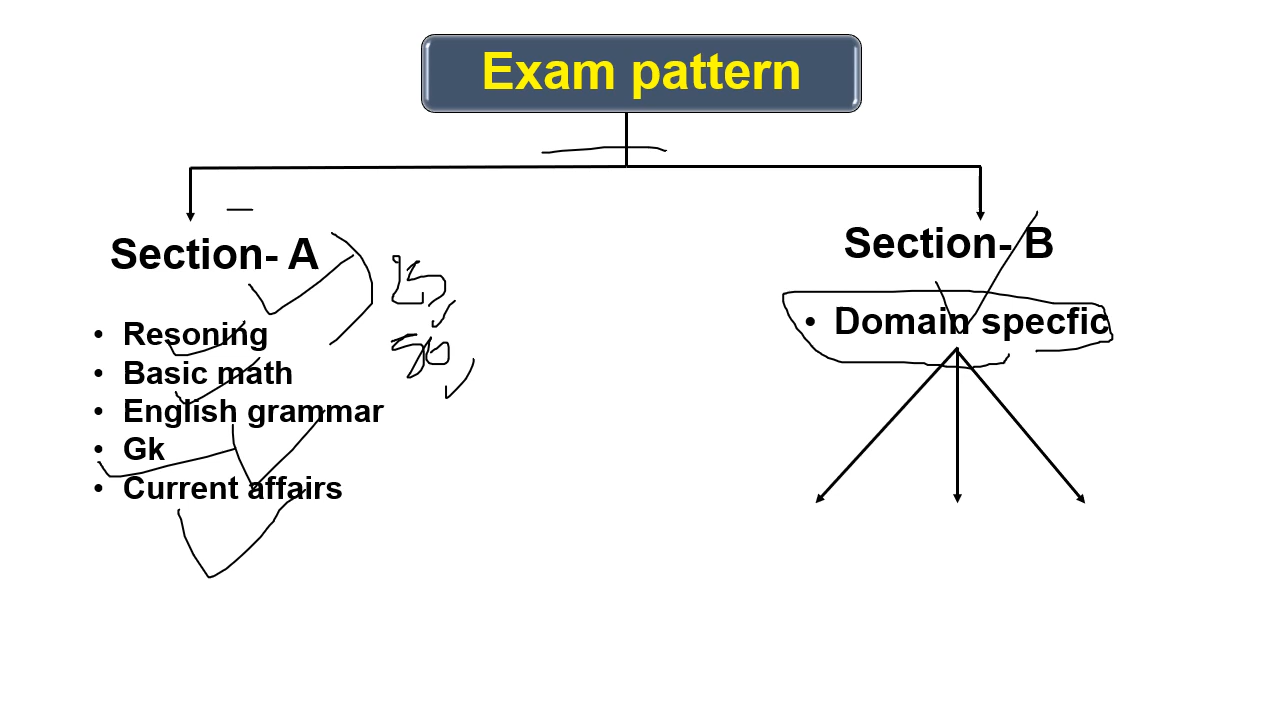 Exam pattern
Section- A
• Resoning
• Basic math
• English grammar
• Gk
• Current affairs
Section- B
• Domain specfic